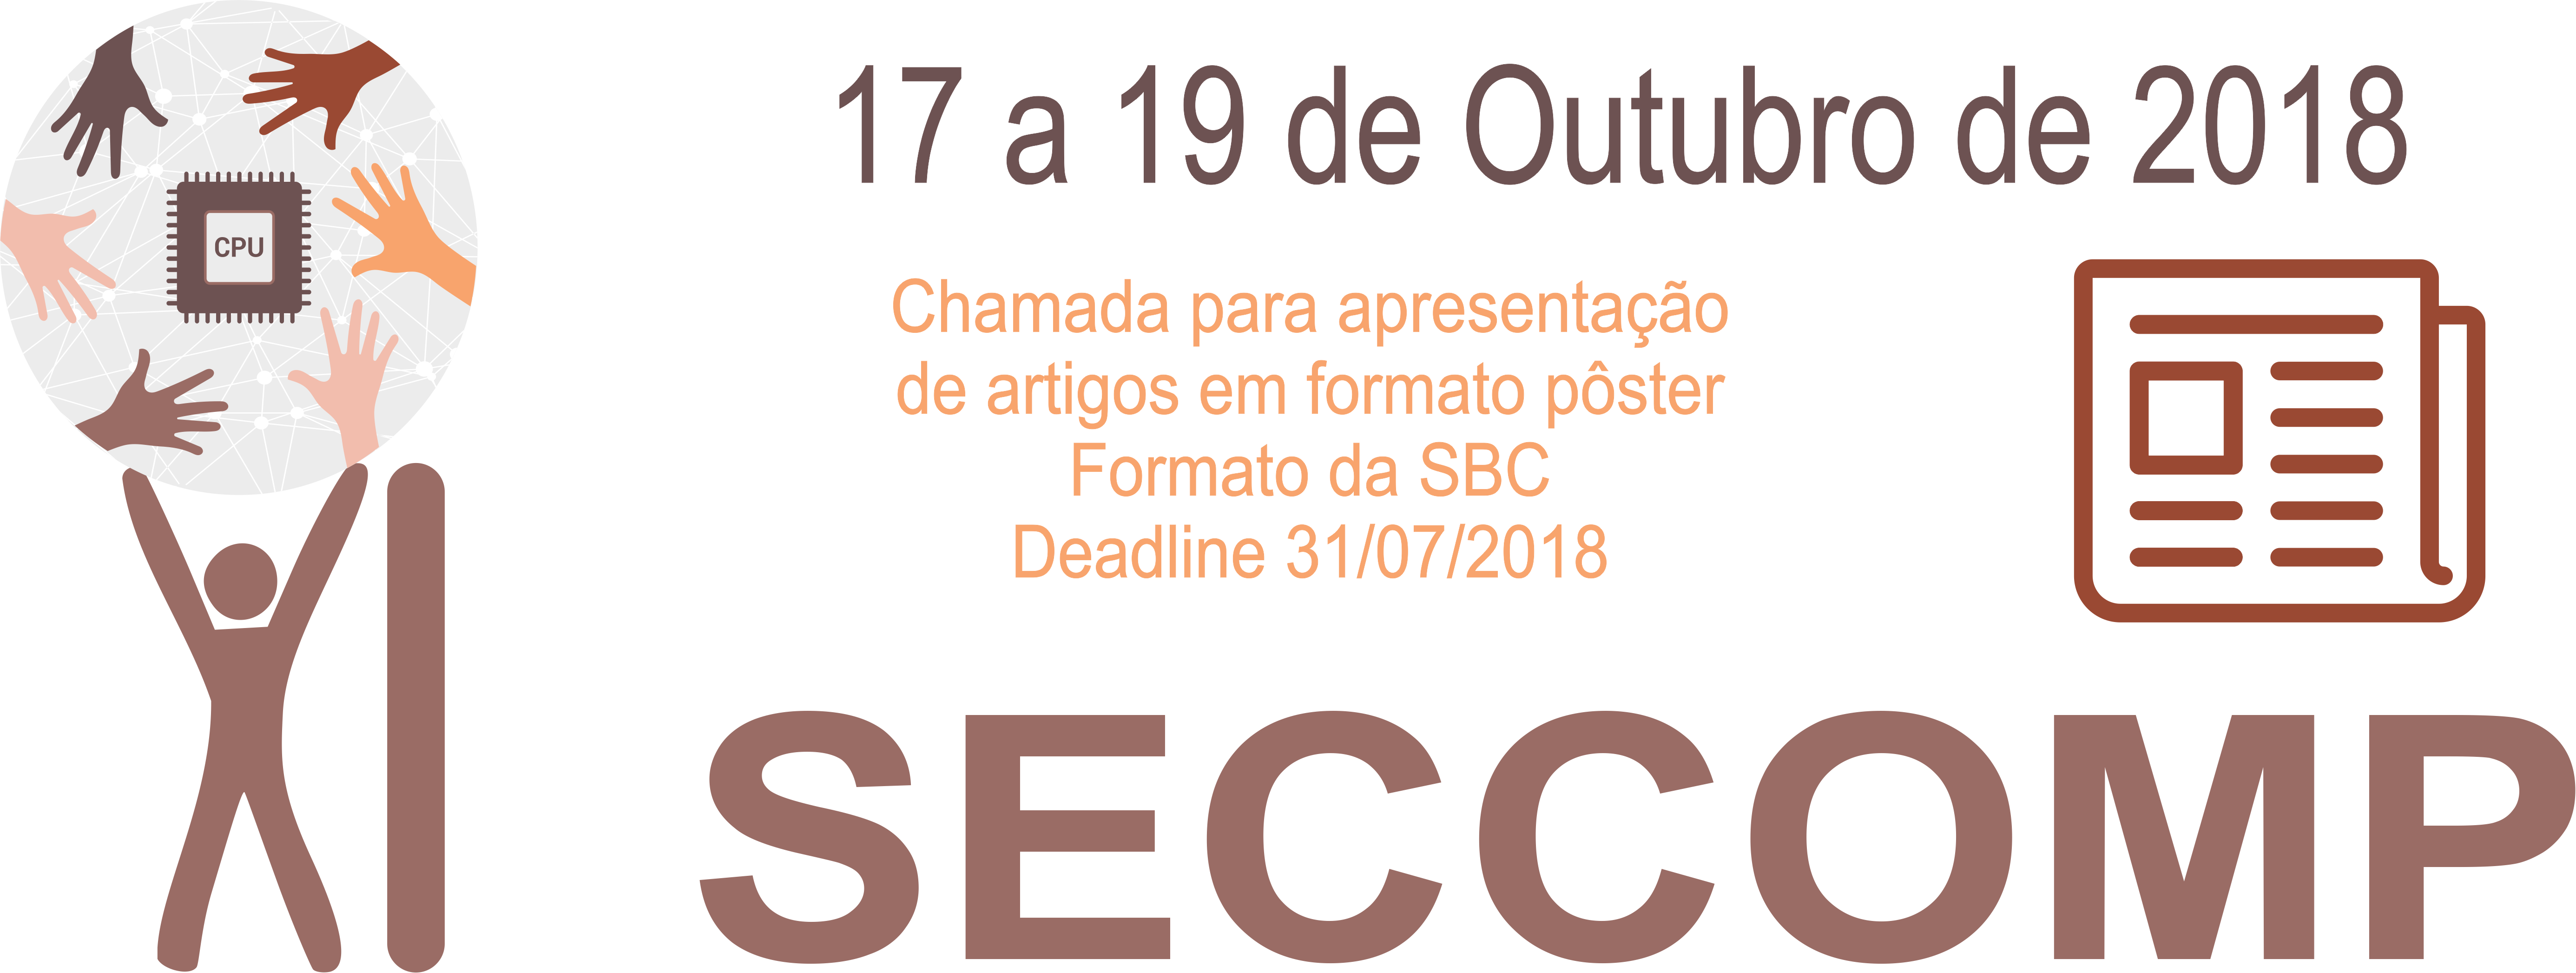 17 a 19 de Outubro de 2018
CPU
Chamada para apresentação
de artigos em formato pôster
Formato da SBC
Deadline 31/07/2018
XI SECCOMP